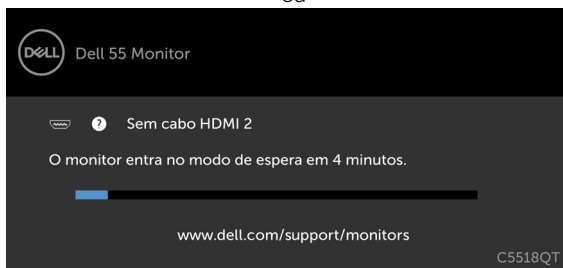 DELL Dell 55 Monitor
? Sem cabo HDMI 2
O monitor entra no modo de espera em 4 minutos.
www.dell.com/support/monitors
C5518QT